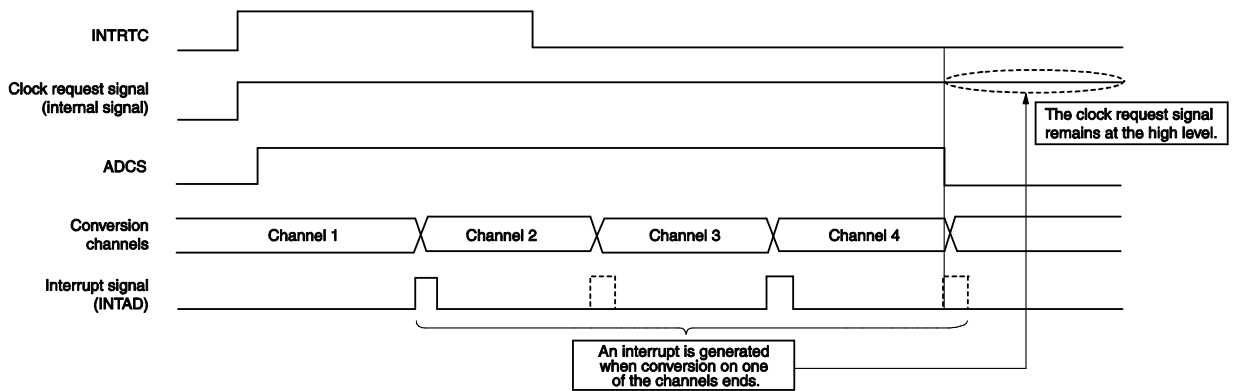 INTRTC
Clock request signal
(internal signal)
The clock request signal
remains at the high level.
ADCS
Conversion
channels
Channel 1
Channel 2
Channel 3
Channel 4
Interrupt signal
(INTAD)
An interrupt is generated
when conversion on one
of the channels ends.